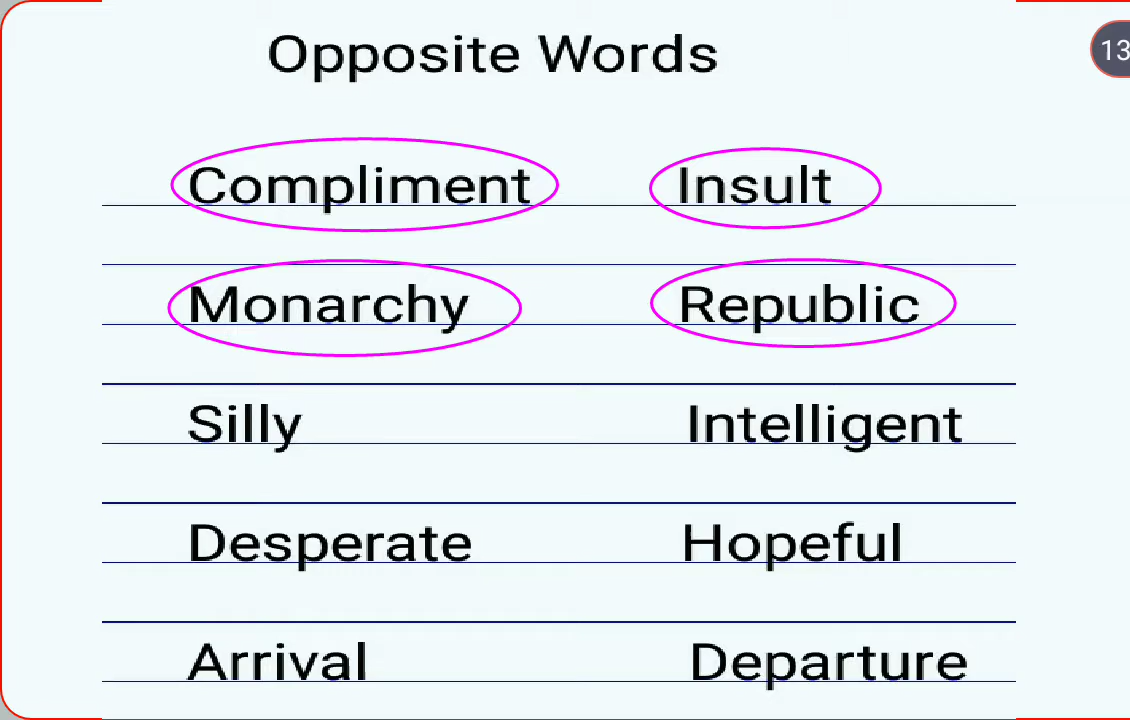 Opposite Words
13
Compliment Insult
Monarchy Republic
Silly Intelligent
Desperate Hopeful
Arrival Departure